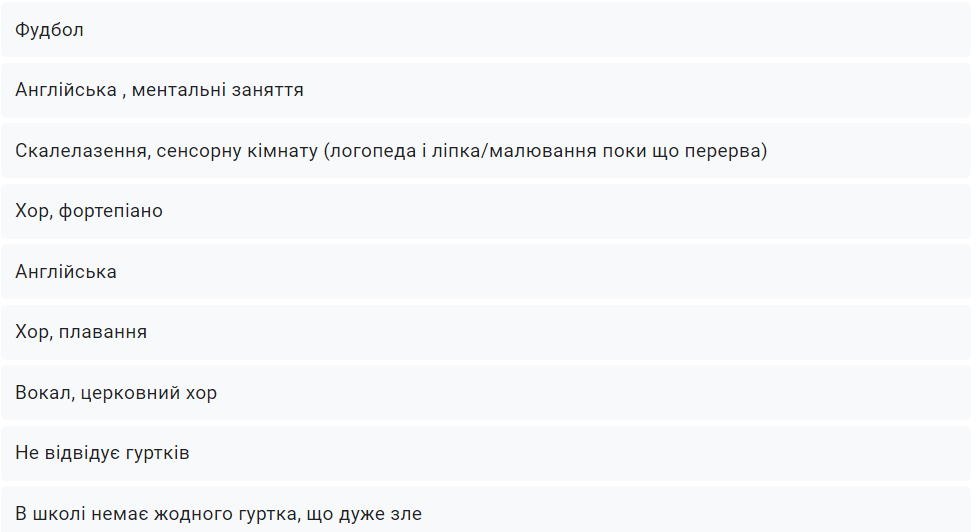 Фудбол
Англійська , ментальні заняття
Скалелазення, сенсорну кімнату (логопеда і ліпка/малювання поки що перерва)
Хор, фортепіано
Англійська
Хор, плавання
Вокал, церковний хор
Не відвідує гуртків
В школі немає жодного гуртка, що дуже зле